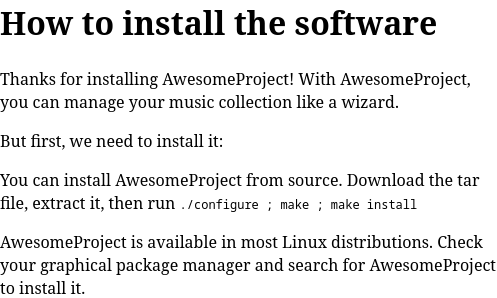 How to install the software
Thanks for installing AwesomeProject! With AwesomeProject,
you can manage your music collection like a wizard.
But first, we need to install it:
You can install AwesomeProject from source. Download the tar
file, extract it, then run ./configure ; make ; make install
AwesomeProject is available in most Linux distributions. Check
your graphical package manager and search for AwesomeProject
to install it.